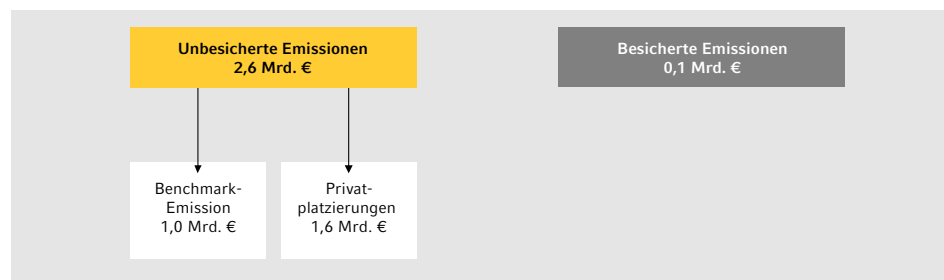 Unbesicherte Emissionen
2,6 Mrd. €
Besicherte Emissionen
0,1 Mrd. €
Benchmark-
Emission
1,0 Mrd. €
Privat-
platzierungen
1,6 Mrd. €